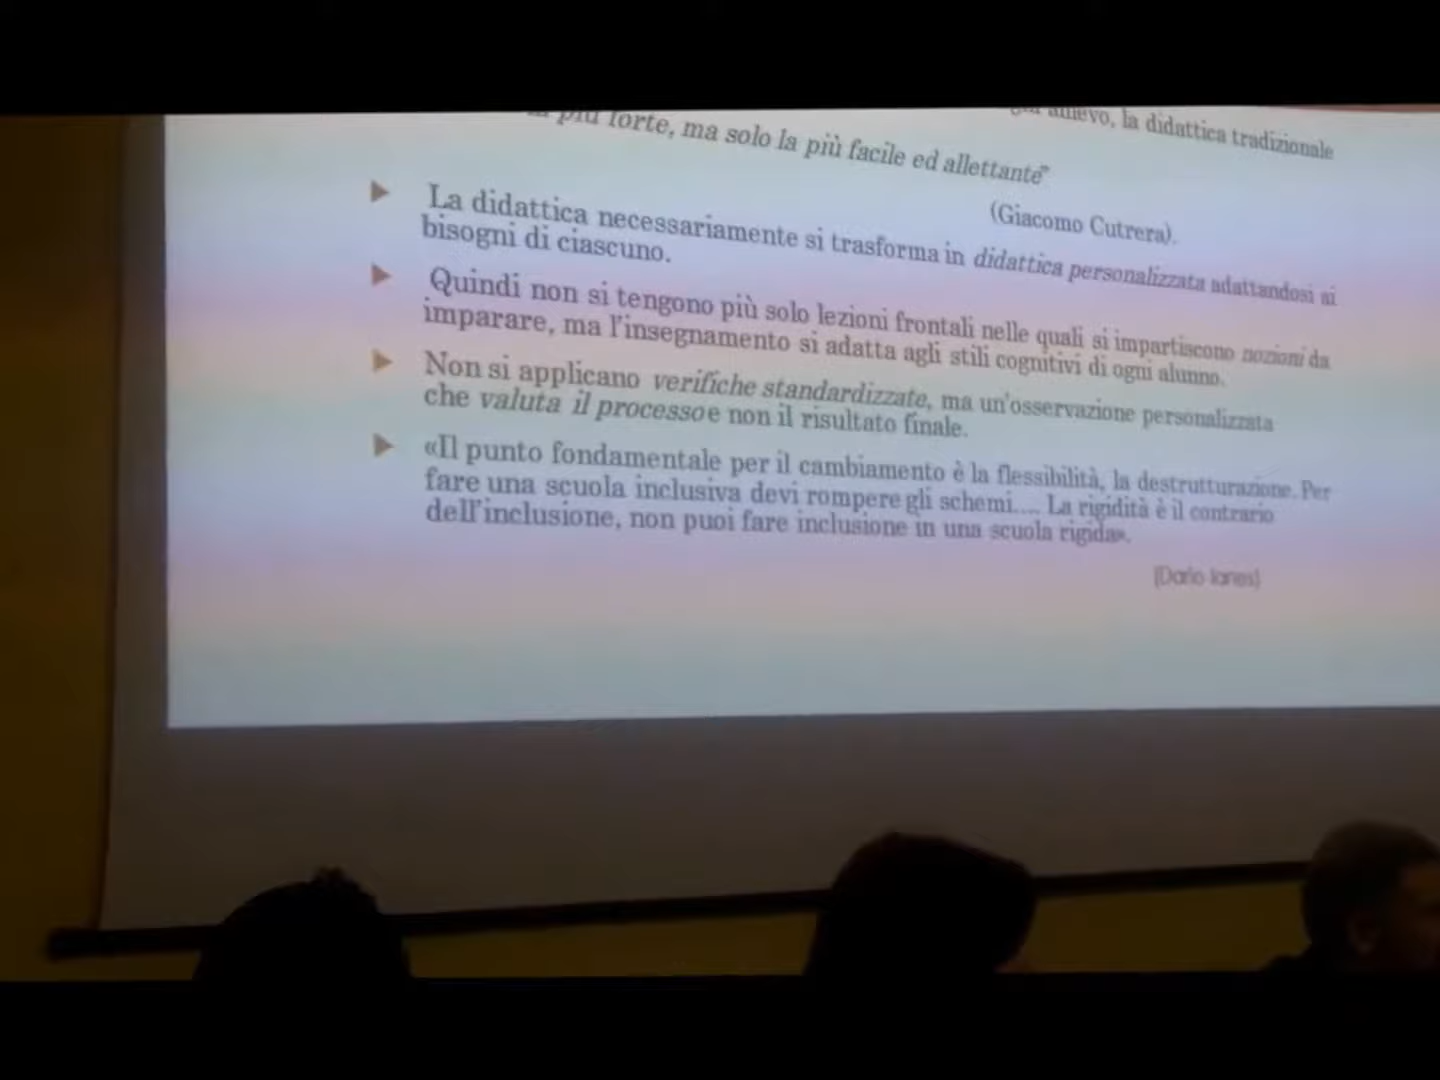 allievo, la didattica tradizionale
più forte, ma solo la più facile ed allettante”
(Giacomo Cutrera).
La didattica necessariamente si trasforma in didattica personalizzata adattandosi ai
bisogni di ciascuno.
Quindi non si tengono più solo lezioni frontali nelle quali si impartiscono nozioni da
imparare, ma l'insegnamento si adatta agli stili cognitivi di ogni alunno.
Non si applicano verifiche standardizzate, ma un'osservazione personalizzata
che valuta il processo e non il risultato finale.
«Il punto fondamentale per il cambiamento è la flessibilità, la destrutturazione. Per
fare una scuola inclusiva devi rompere gli schemi.... La rigidità è il contrario
dell'inclusione, non puoi fare inclusione in una scuola rigida».
(Dario Ianes)